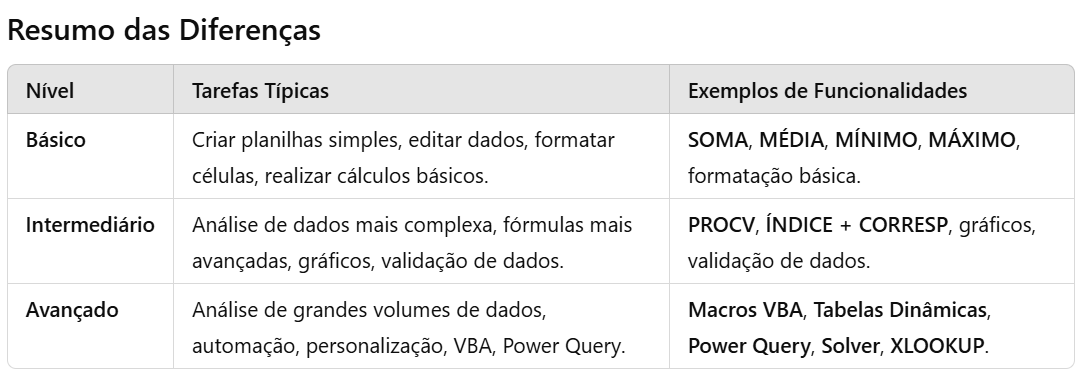 Resumo das Diferenças
Nível Tarefas Típicas Exemplos de Funcionalidades
Básico Criar planilhas simples, editar dados, formatar SOMA, MÉDIA, MÍNIMO, MÁXIMO,
células, realizar cálculos básicos. formatação básica.
Intermediário Análise de dados mais complexa, fórmulas mais PROCV, ÍNDICE + CORRESP, gráficos,
avançadas, gráficos, validação de dados. validação de dados.
Avançado Análise de grandes volumes de dados, Macros VBA, Tabelas Dinâmicas,
automação, personalização, VBA, Power Query. Power Query, Solver, XLOOKUP.